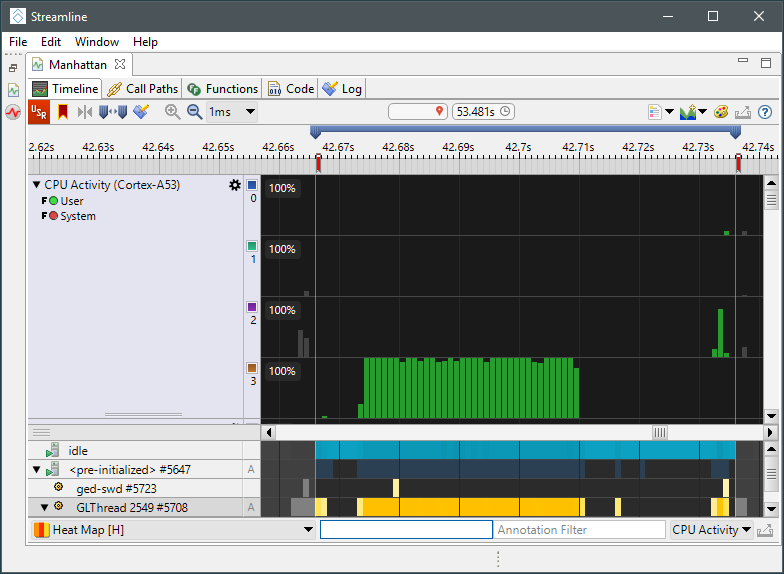 Streamline
File Edit Window Help
Manhattan
Timeline Call Paths Functions Code Log
1ms 53.481s
2.62s 42.63s 42.64s 42.65s 42.66s 42.67s 42.68s 42.69s 42.7s 42.71s 42.72s 42.73s 42.74s
CPU Activity (Cortex-A53)
F User
F System
0 100%
1 100%
2 100%
3 100%
idle
<pre-initialized> #5647 A
ged-swd #5723
GLThread 2549 #5708 A
Heat Map [H] Annotation Filter CPU Activity